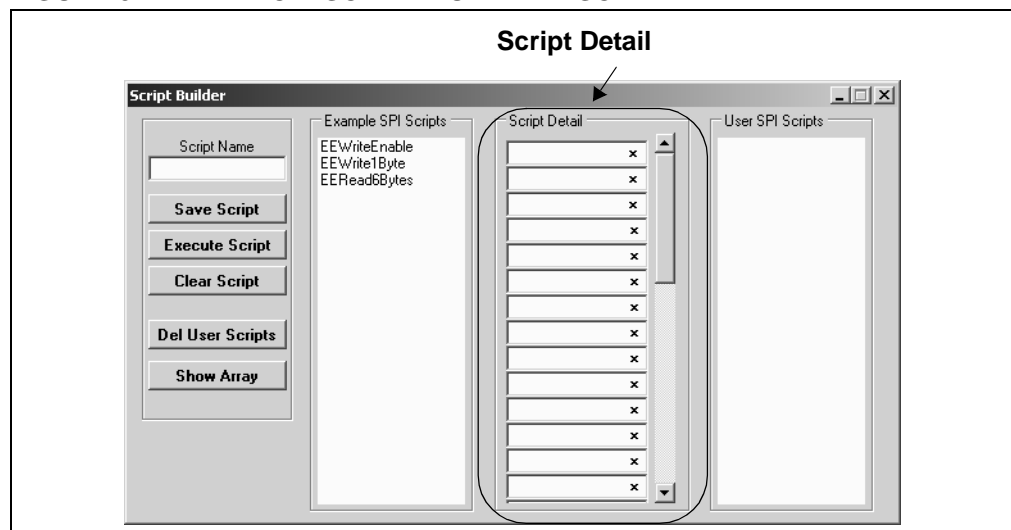 Script Detail
Script Builder
Script Name
Save Script
Execute Script
Clear Script
Del User Scripts
Show Array
Example SPI Scripts
EEWriteEnable
EEWrite1Byte
EERead6Bytes
Script Detail
x
x
x
x
x
x
x
x
x
x
x
x
x
x
User SPI Scripts